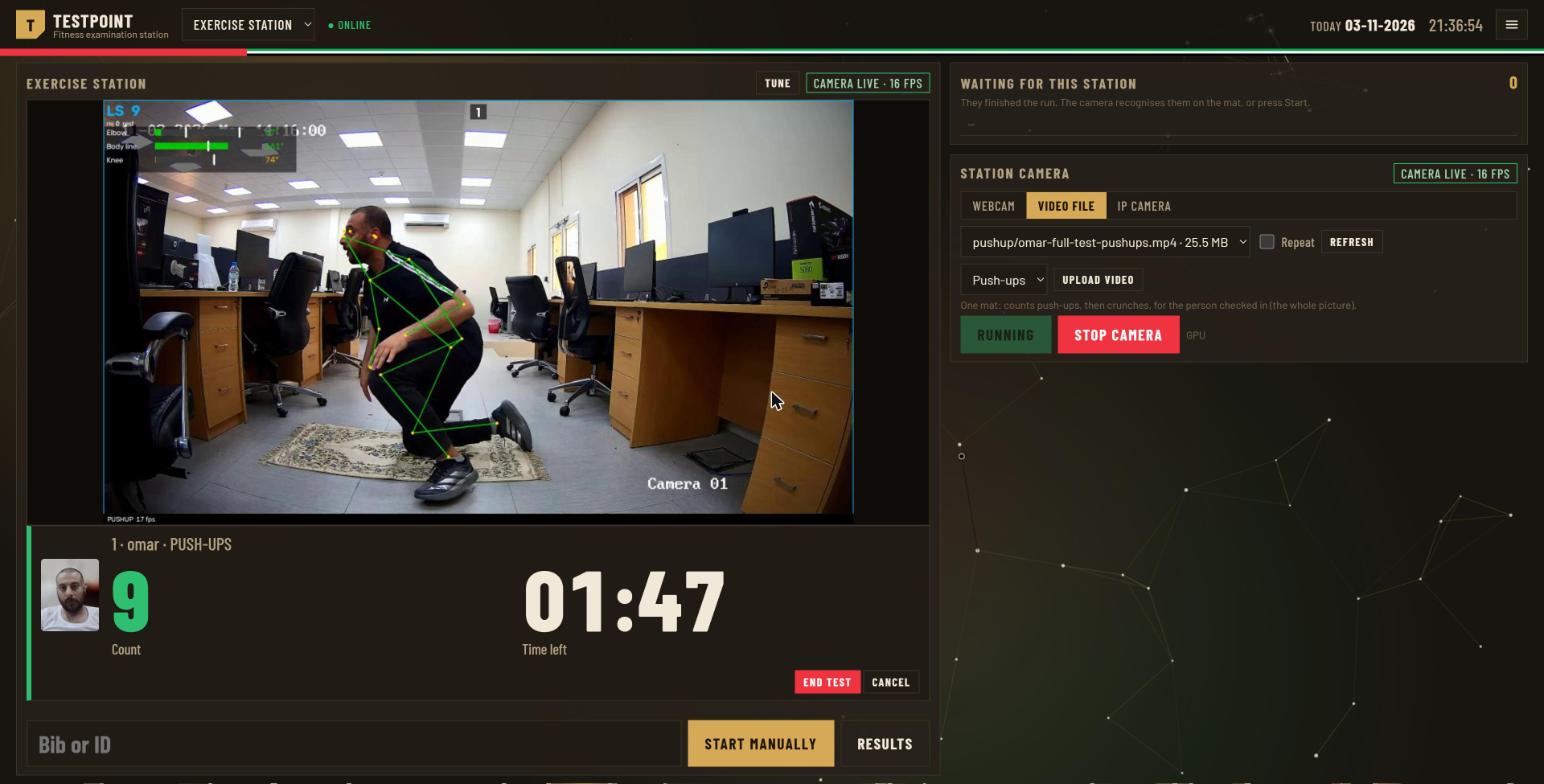 T TESTPOINT
Fitness examination station
EXERCISE STATION
ONLINE
TODAY 03-11-2026 21:36:54
EXERCISE STATION
TUNE
CAMERA LIVE · 16 FPS
LS 9
1
16:00
Elbow
Body line
Knee 74°
Camera 01
PUSHUP 17 fps
1 · omar · PUSH-UPS
9
Count
01:47
Time left
END TEST
CANCEL
Bib or ID
START MANUALLY
RESULTS
WAITING FOR THIS STATION 0
They finished the run. The camera recognises them on the mat, or press Start.
STATION CAMERA
CAMERA LIVE · 16 FPS
WEBCAM VIDEO FILE IP CAMERA
pushup/omar-full-test-pushups.mp4 · 25.5 MB
Repeat
REFRESH
Push-ups
UPLOAD VIDEO
One mat: counts push-ups, then crunches, for the person checked in (the whole picture).
RUNNING
STOP CAMERA
GPU